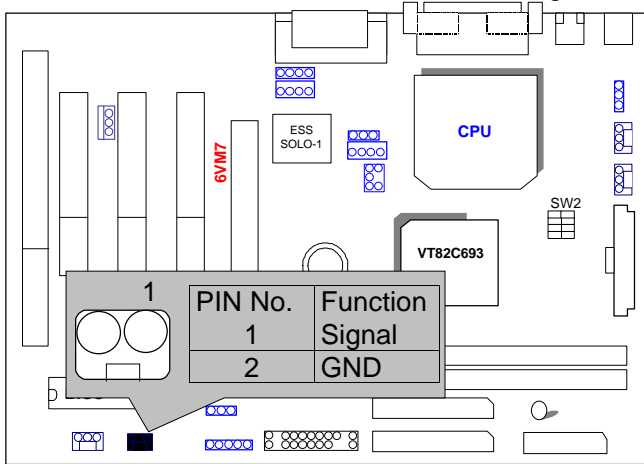 ESS
SOLO-1
CPU
6VM7
SW2
VT82C693
1
PIN No. Function
1 Signal
2 GND